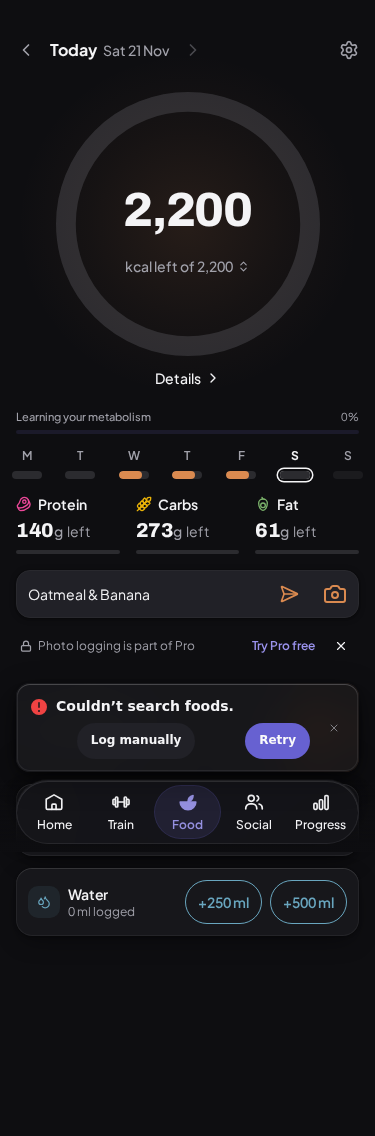 Today Sat 21 Nov
2,200
kcal left of 2,200
Details
Learning your metabolism 0%
M T W T F S S
Protein Carbs Fat
140g left 273g left 61g left
Oatmeal & Banana
Photo logging is part of Pro Try Pro free
Couldn’t search foods.
Log manually Retry
Home Train Food Social Progress
Water
0 ml logged
+250 ml +500 ml